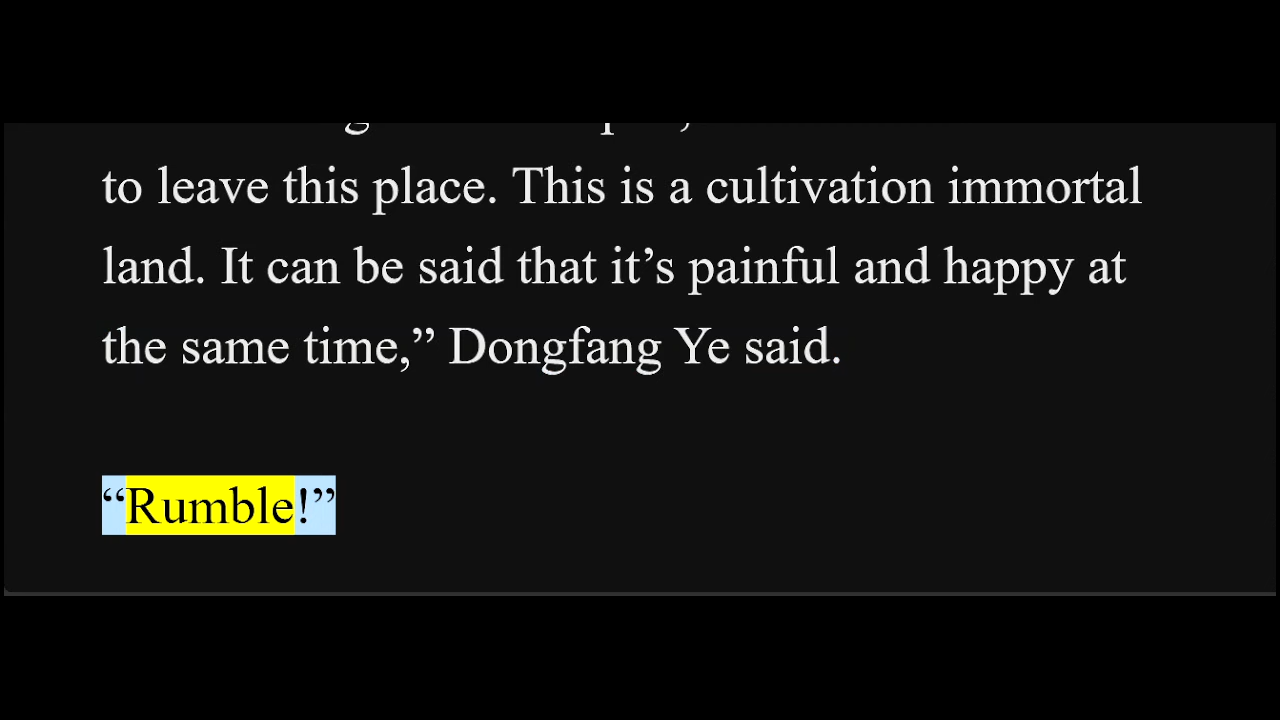 to leave this place. This is a cultivation immortal
land. It can be said that it’s painful and happy at
the same time,” Dongfang Ye said.
“Rumble!”